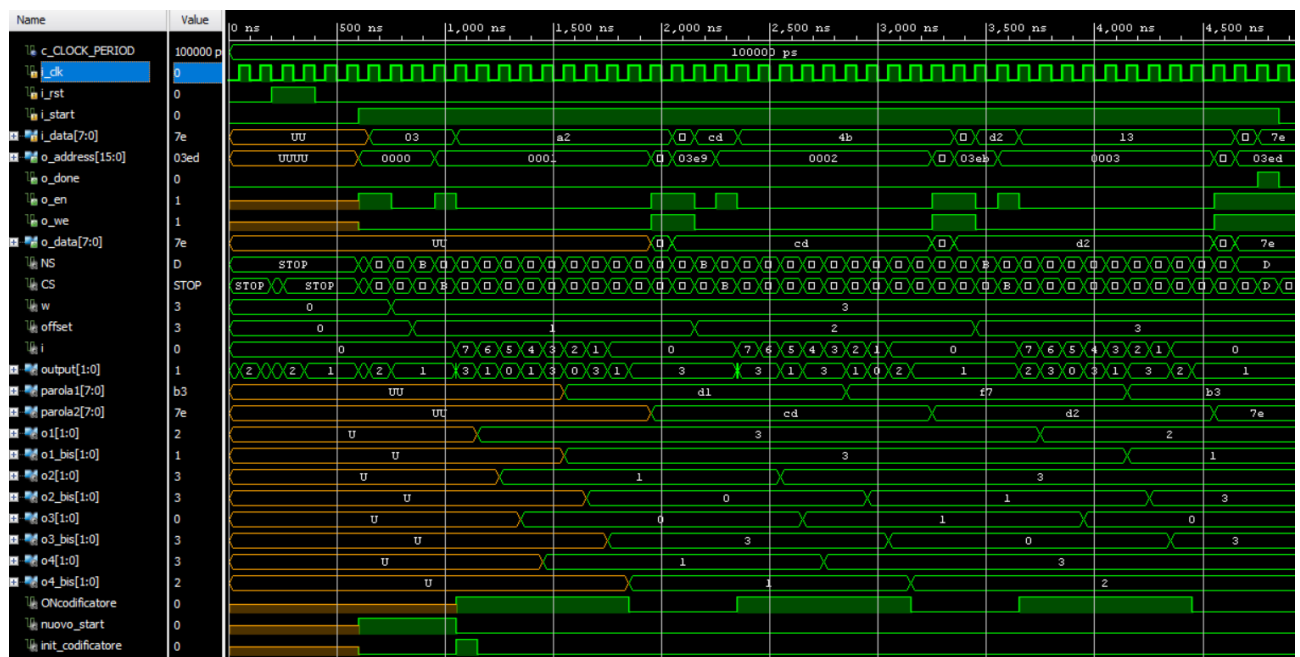 Name Value 0 ns 500 ns 1,000 ns 1,500 ns 2,000 ns 2,500 ns 3,000 ns 3,500 ns 4,000 ns 4,500 ns
c_CLOCK_PERIOD 100000 p 100000 ps
i_clk 0
i_rst 0
i_start 0
i_data[7:0] 7e UU 03 a2 cd 4b d2 13 7e
o_address[15:0] 03ed UUUU 0000 0001 03e9 0002 03eb 0003 03ed
o_done 0
o_en 1
o_we 1
o_data[7:0] 7e UU cd d2 7e
NS D STOP B B B D
CS STOP STOP STOP B B B D
w 3 0 3
offset 3 0 1 2 3
i 0 0 7 6 5 4 3 2 1 0 7 6 5 4 3 2 1 0 7 6 5 4 3 2 1 0
output[1:0] 1 2 2 1 2 1 3 1 0 1 3 0 3 1 3 3 1 3 1 0 2 1 2 3 0 3 1 3 2 1
parola1[7:0] b3 UU d1 f7 b3
parola2[7:0] 7e UU cd d2 7e
o1[1:0] 2 U 3 2
o1_bis[1:0] 1 U 3 1
o2[1:0] 3 U 1 3
o2_bis[1:0] 3 U 0 1 3
o3[1:0] 0 U 0 1 0
o3_bis[1:0] 3 U 3 0 3
o4[1:0] 3 U 1 3
o4_bis[1:0] 2 U 1 2
ONcodificatore 0
nuovo_start 0
init_codificatore 0